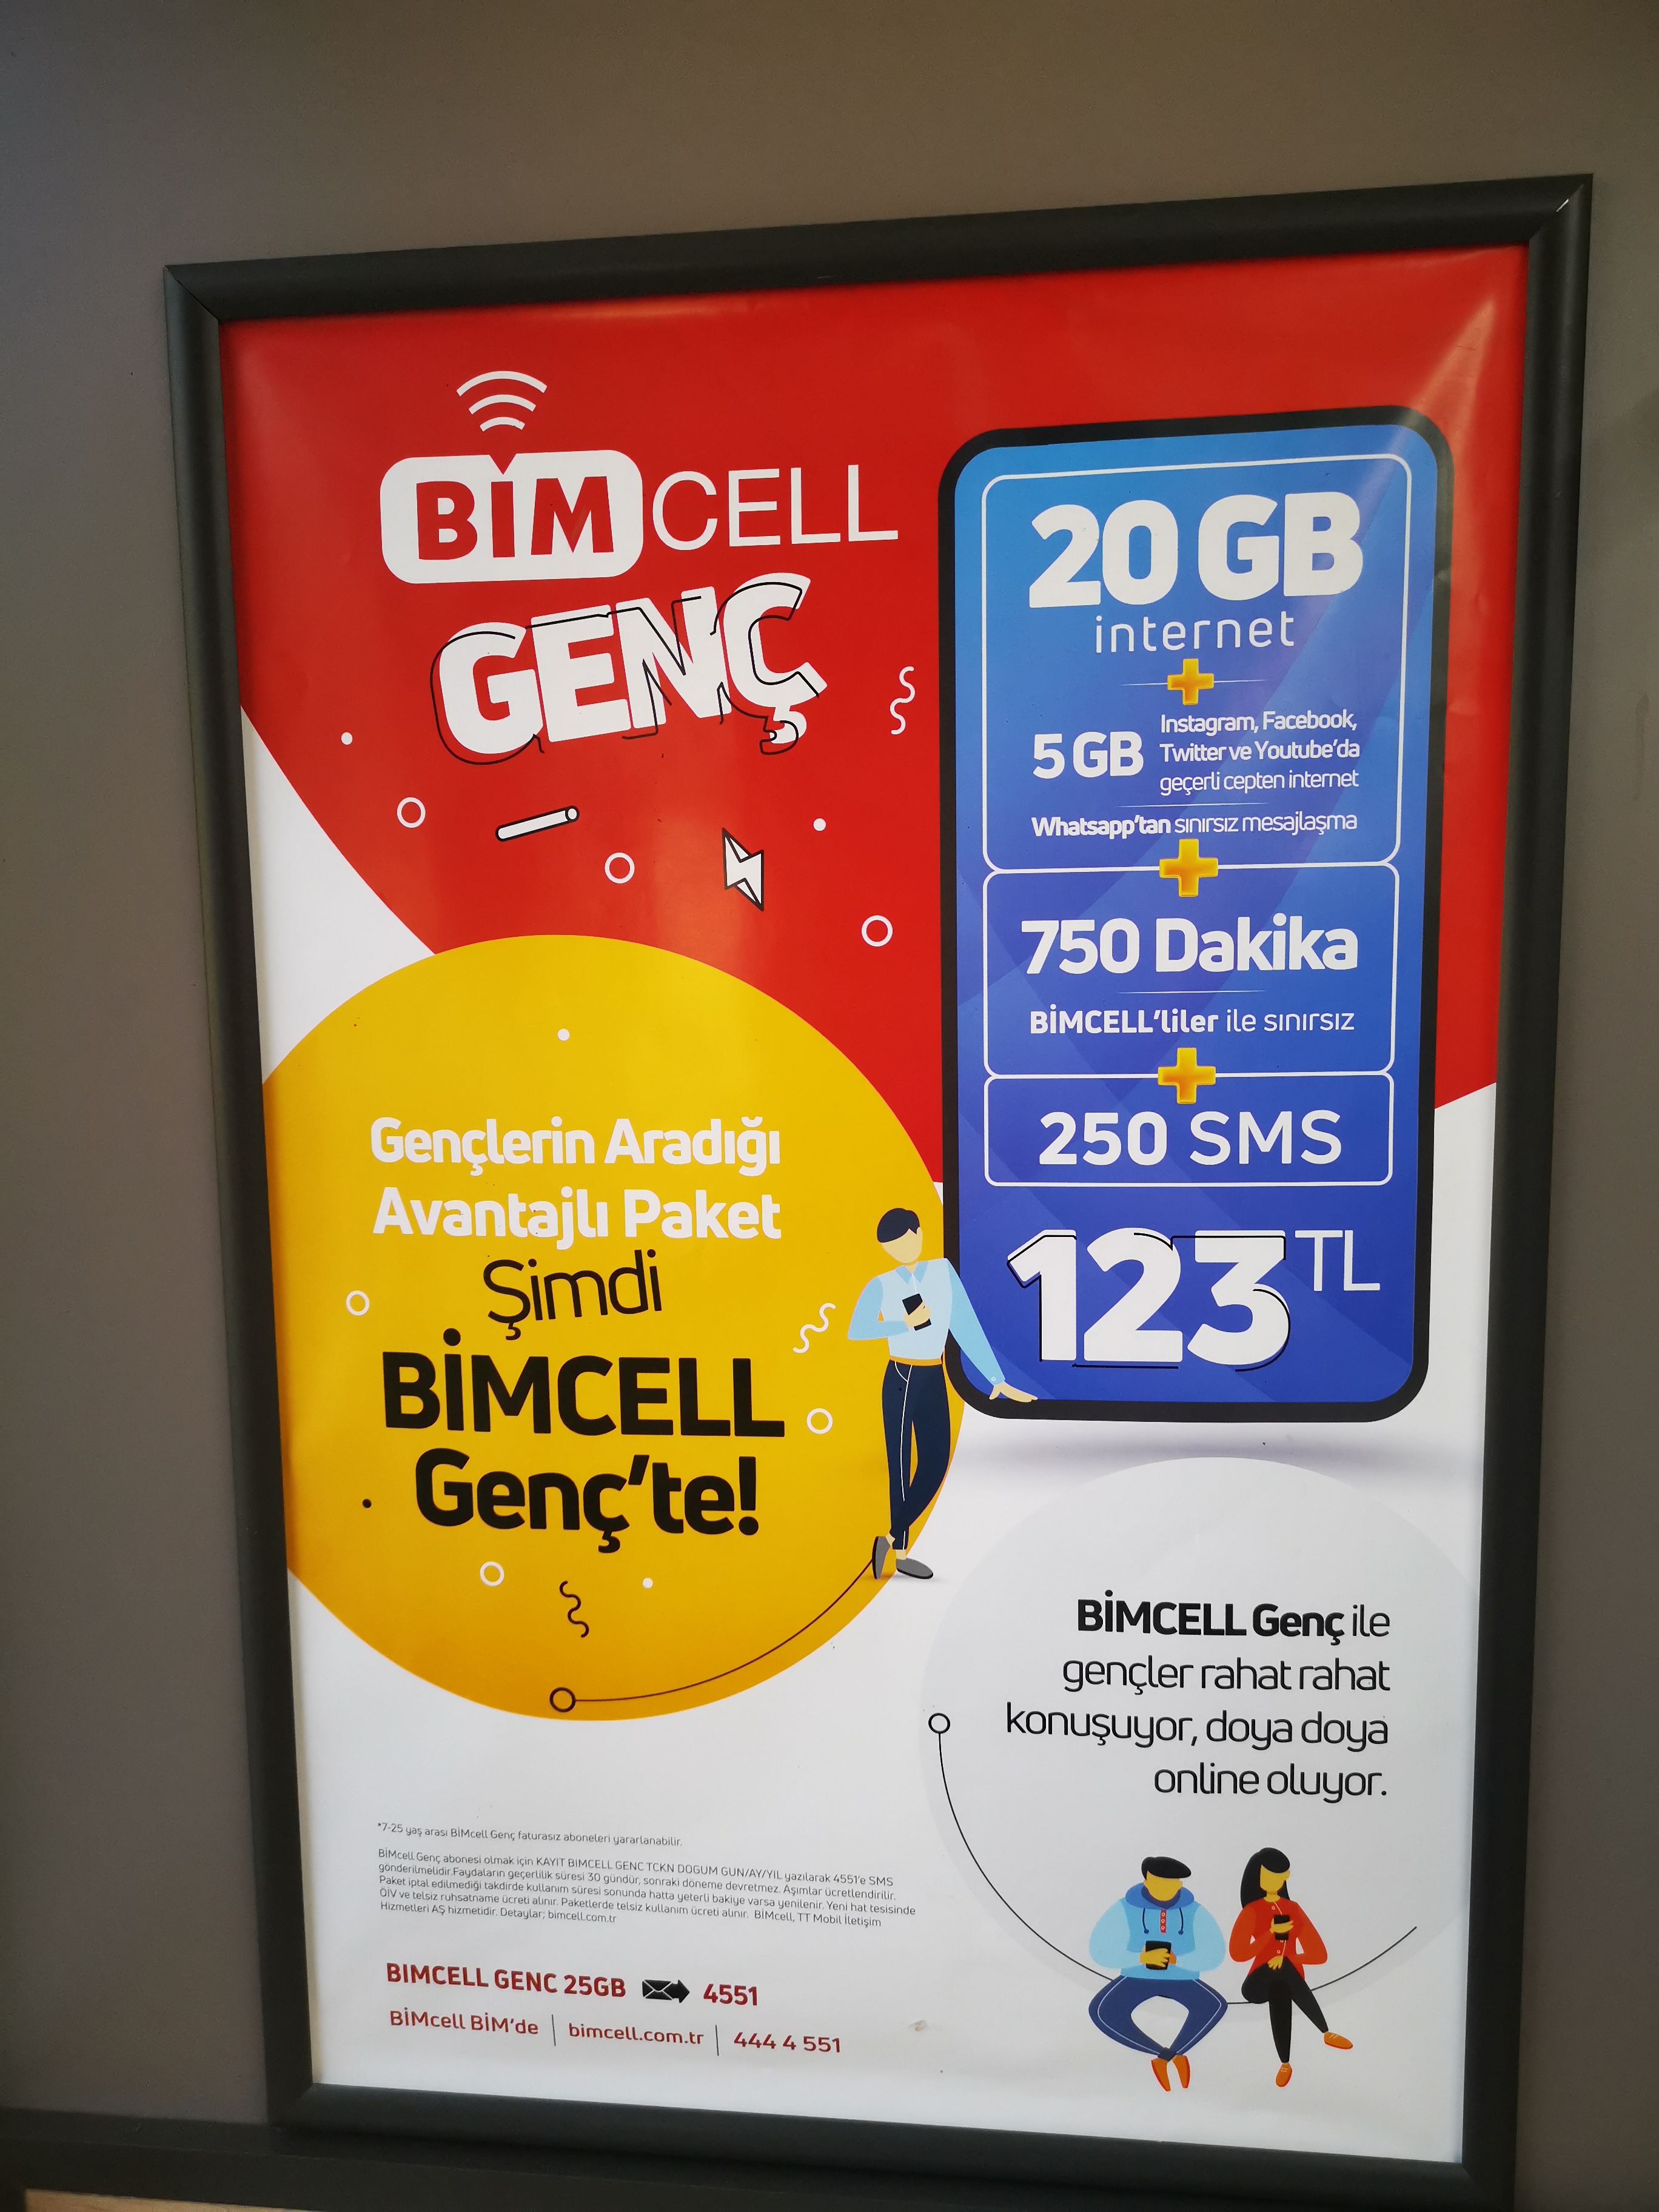 BİM CELL
GENÇ
20 GB
internet
5 GB
Instagram, Facebook,
Twitter ve Youtube'da
geçerli cepten internet
Whatsapp'tan sınırsız mesajlaşma
750 Dakika
BİMCELL'liler ile sınırsız
250 SMS
123 TL
Gençlerin Aradığı
Avantajlı Paket
Şimdi
BİMCELL
Genç'te!
BİMCELL Genç ile
gençler rahat rahat
konuşuyor, doya doya
online oluyor.
*7-25 yaş arası BİMcell Genç faturasız aboneleri yararlanabilir.
BİMcell Genç abonesi olmak için KAYIT BIMCELL GENC TCKN DOGUM GUN/AY/YIL yazılarak 4551'e SMS
gönderilmelidir.Faydaların geçerlilik süresi 30 gündür, sonraki döneme devretmez. Aşımlar ücretlendirilir.
Paket iptal edilmediği takdirde kullanım süresi sonunda hatta yeterli bakiye varsa yenilenir. Yeni hat tesisinde
ÖİV ve telsiz ruhsatname ücreti alınır. Paketlerde telsiz kullanım ücreti alınır. BİMcell, TT Mobil İletişim
Hizmetleri AŞ hizmetidir. Detaylar; bimcell.com.tr
BIMCELL GENC 25GB 4551
BİMcell BİM'de | bimcell.com.tr | 444 4 551